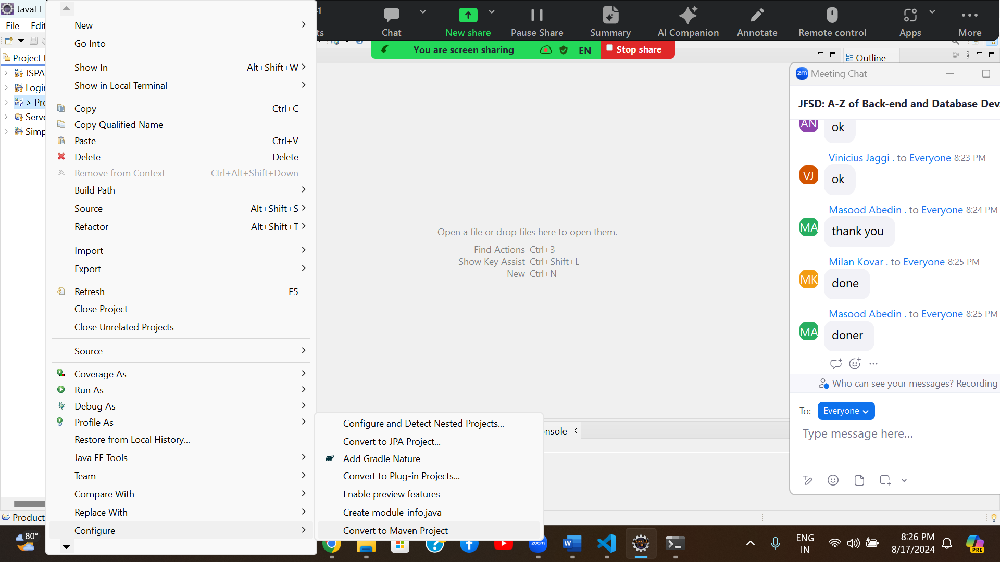 JavaEE
File
Edit
Project
JSPA
Login
> Pro
Serve
Simp
New
Go Into
Show In Alt+Shift+W
Show in Local Terminal
Copy Ctrl+C
Copy Qualified Name
Paste Ctrl+V
Delete Delete
Remove from Context Ctrl+Alt+Shift+Down
Build Path
Source Alt+Shift+S
Refactor Alt+Shift+T
Import
Export
Refresh F5
Close Project
Close Unrelated Projects
Source
Coverage As
Run As
Debug As
Profile As
Restore from Local History...
Java EE Tools
Team
Compare With
Replace With
Configure
Configure and Detect Nested Projects...
Convert to JPA Project...
Add Gradle Nature
Convert to Plug-in Projects...
Enable preview features
Create module-info.java
Convert to Maven Project
Chat
New share
Pause Share
Summary
AI Companion
Annotate
Remote control
Apps
More
You are screen sharing
EN
Stop share
Outline
Open a file or drop files here to open them.
Find Actions Ctrl+3
Show Key Assist Ctrl+Shift+L
New Ctrl+N
onsole
zm Meeting Chat
JFSD: A-Z of Back-end and Database Dev
AN
ok
Vinicius Jaggi . to Everyone 8:23 PM
VJ
ok
Masood Abedin . to Everyone 8:24 PM
MA
thank you
Milan Kovar . to Everyone 8:25 PM
MK
done
Masood Abedin . to Everyone 8:25 PM
MA
doner
Who can see your messages? Recording
To: Everyone
Type message here...
Product
80°
zoom
Java EE
IDE
ENG
IN
8:26 PM
8/17/2024
PRE